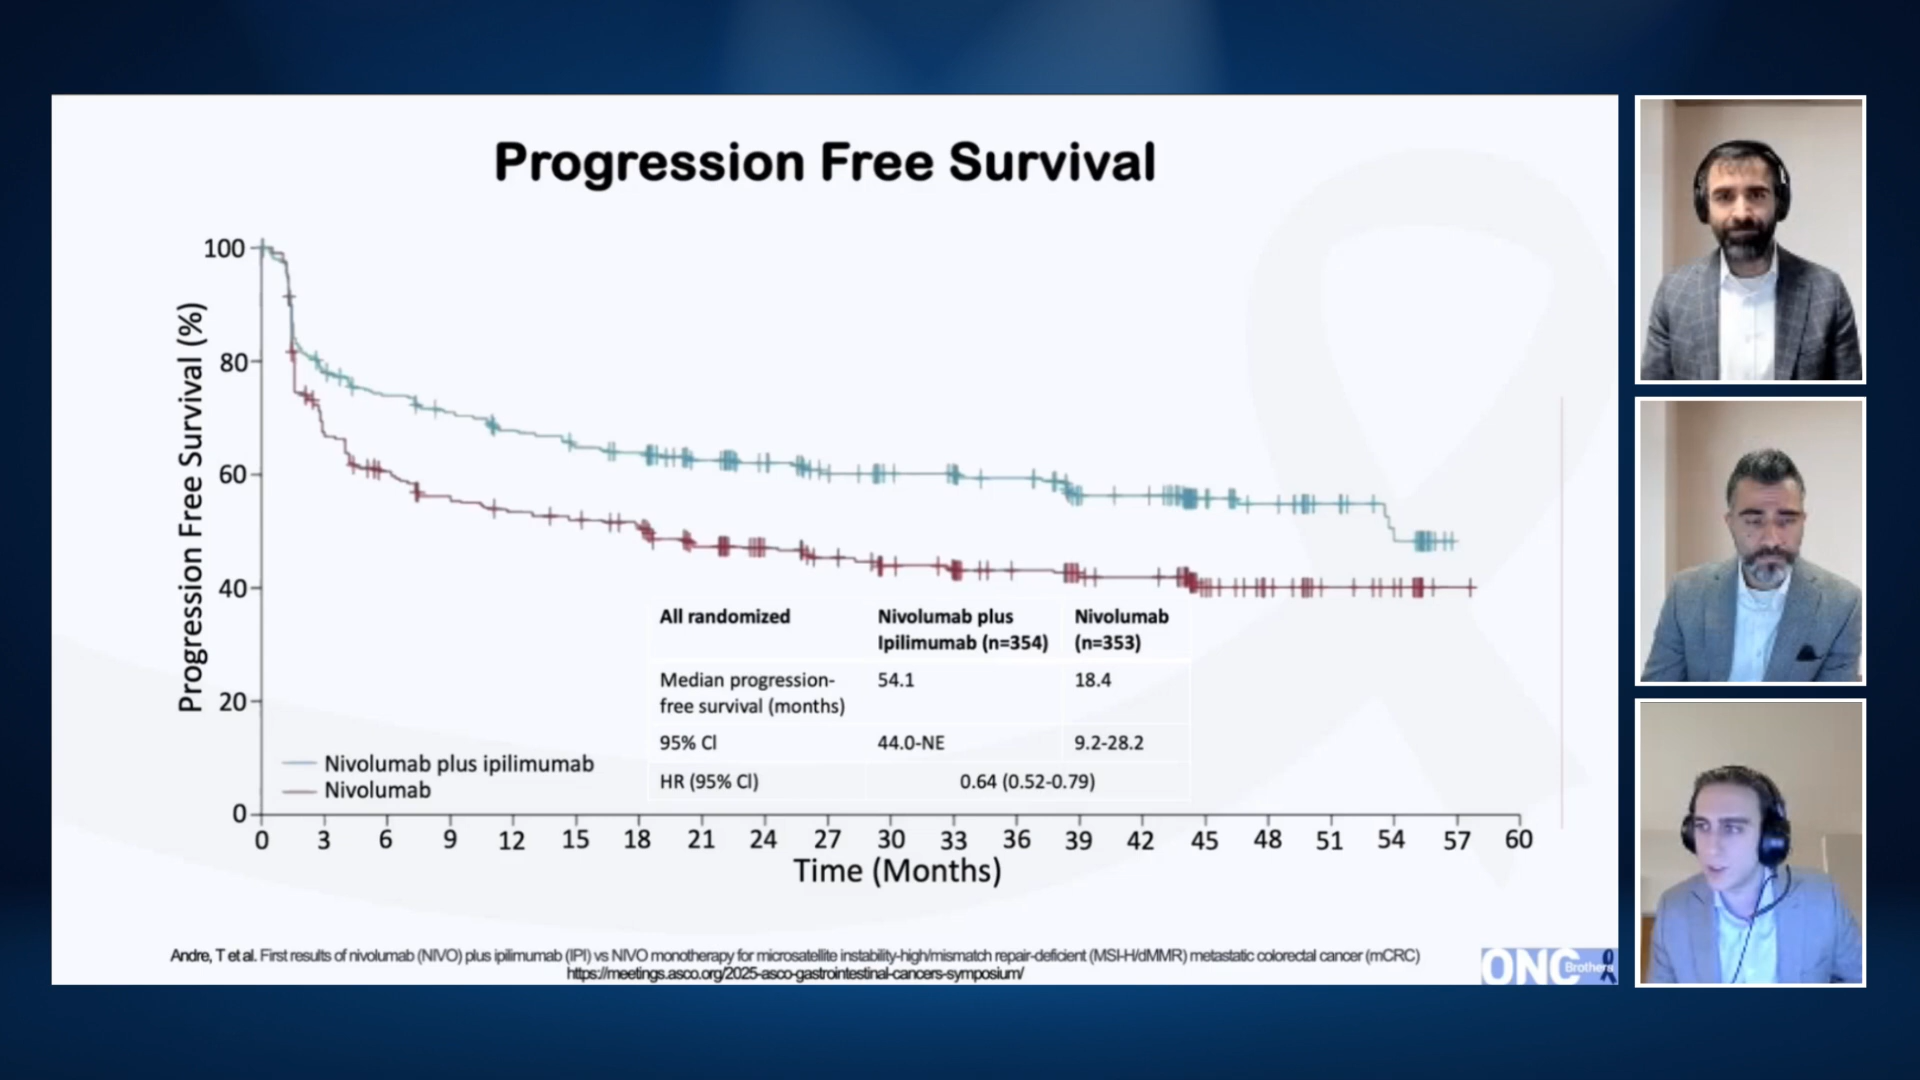 Progression Free Survival
Progression Free Survival (%)
100
80
60
40
20
0
All randomized
Nivolumab plus
Ipilimumab (n=354)
Nivolumab
(n=353)
Median progression-
free survival (months)
54.1
18.4
95% CI
44.0-NE
9.2-28.2
HR (95% CI)
0.64 (0.52-0.79)
Nivolumab plus ipilimumab
Nivolumab
0 3 6 9 12 15 18 21 24 27 30 33 36 39 42 45 48 51 54 57 60
Time (Months)
Andre, T et al. First results of nivolumab (NIVO) plus ipilimumab (IPI) vs NIVO monotherapy for microsatellite instability-high/mismatch repair-deficient (MSI-H/dMMR) metastatic colorectal cancer (mCRC)
https://meetings.asco.org/2025-asco-gastrointestinal-cancers-symposium/
ONC Brothers